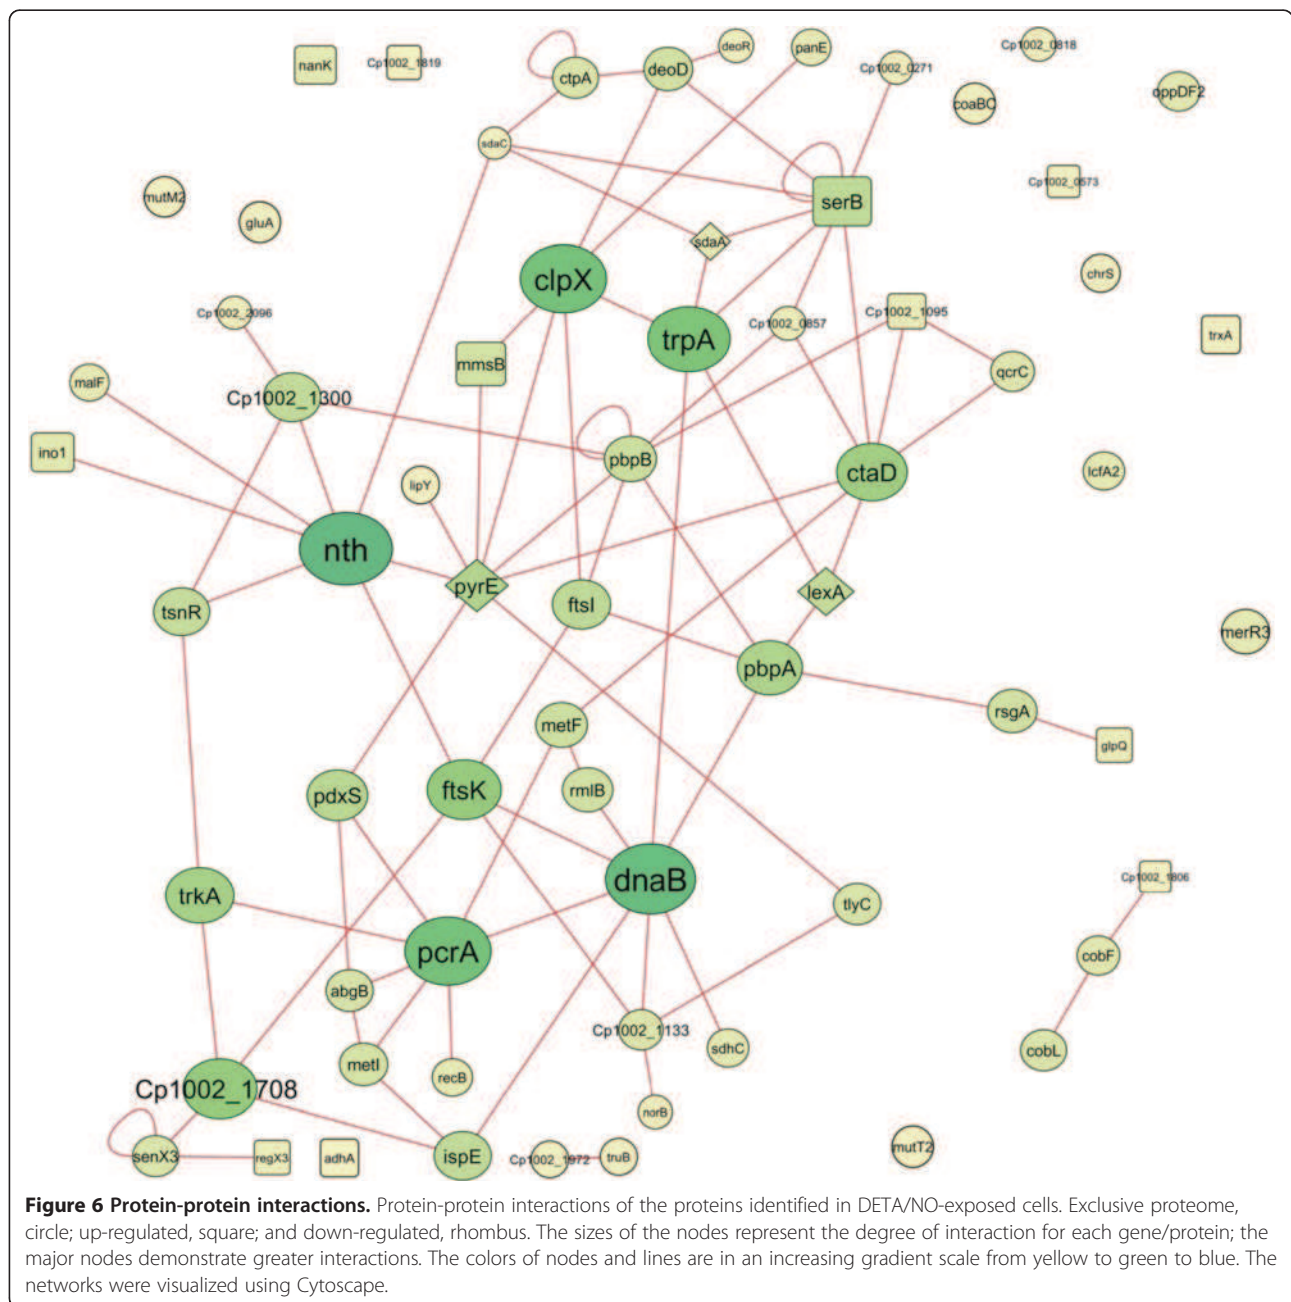 nanK
Cp1002_1819
ctpA
deoD
deoR
panE
Cp1002_0818
Cp1002_0271
coaBC
oppDF2
sdaC
mutM2
gluA
serB
Cp1002_0573
sdaA
chrS
clpX
trpA
Cp1002_2096
Cp1002_0857
Cp1002_1095
trxA
mmsB
qcrC
malF
Cp1002_1300
ino1
pbpB
ctaD
lcfA2
lipY
nth
pyrE
ftsI
lexA
tsnR
merR3
pbpA
metF
rsgA
glpQ
pdxS
ftsK
rmlB
dnaB
trkA
tlyC
Cp1002_1806
pcrA
cobF
abgB
Cp1002_1133
sdhC
cobL
metI
recB
Cp1002_1708
norB
senX3
regX3
adhA
ispE
Cp1002_1972
truB
mutT2
Figure 6 Protein-protein interactions. Protein-protein interactions of the proteins identified in DETA/NO-exposed cells. Exclusive proteome,
circle; up-regulated, square; and down-regulated, rhombus. The sizes of the nodes represent the degree of interaction for each gene/protein; the
major nodes demonstrate greater interactions. The colors of nodes and lines are in an increasing gradient scale from yellow to green to blue. The
networks were visualized using Cytoscape.